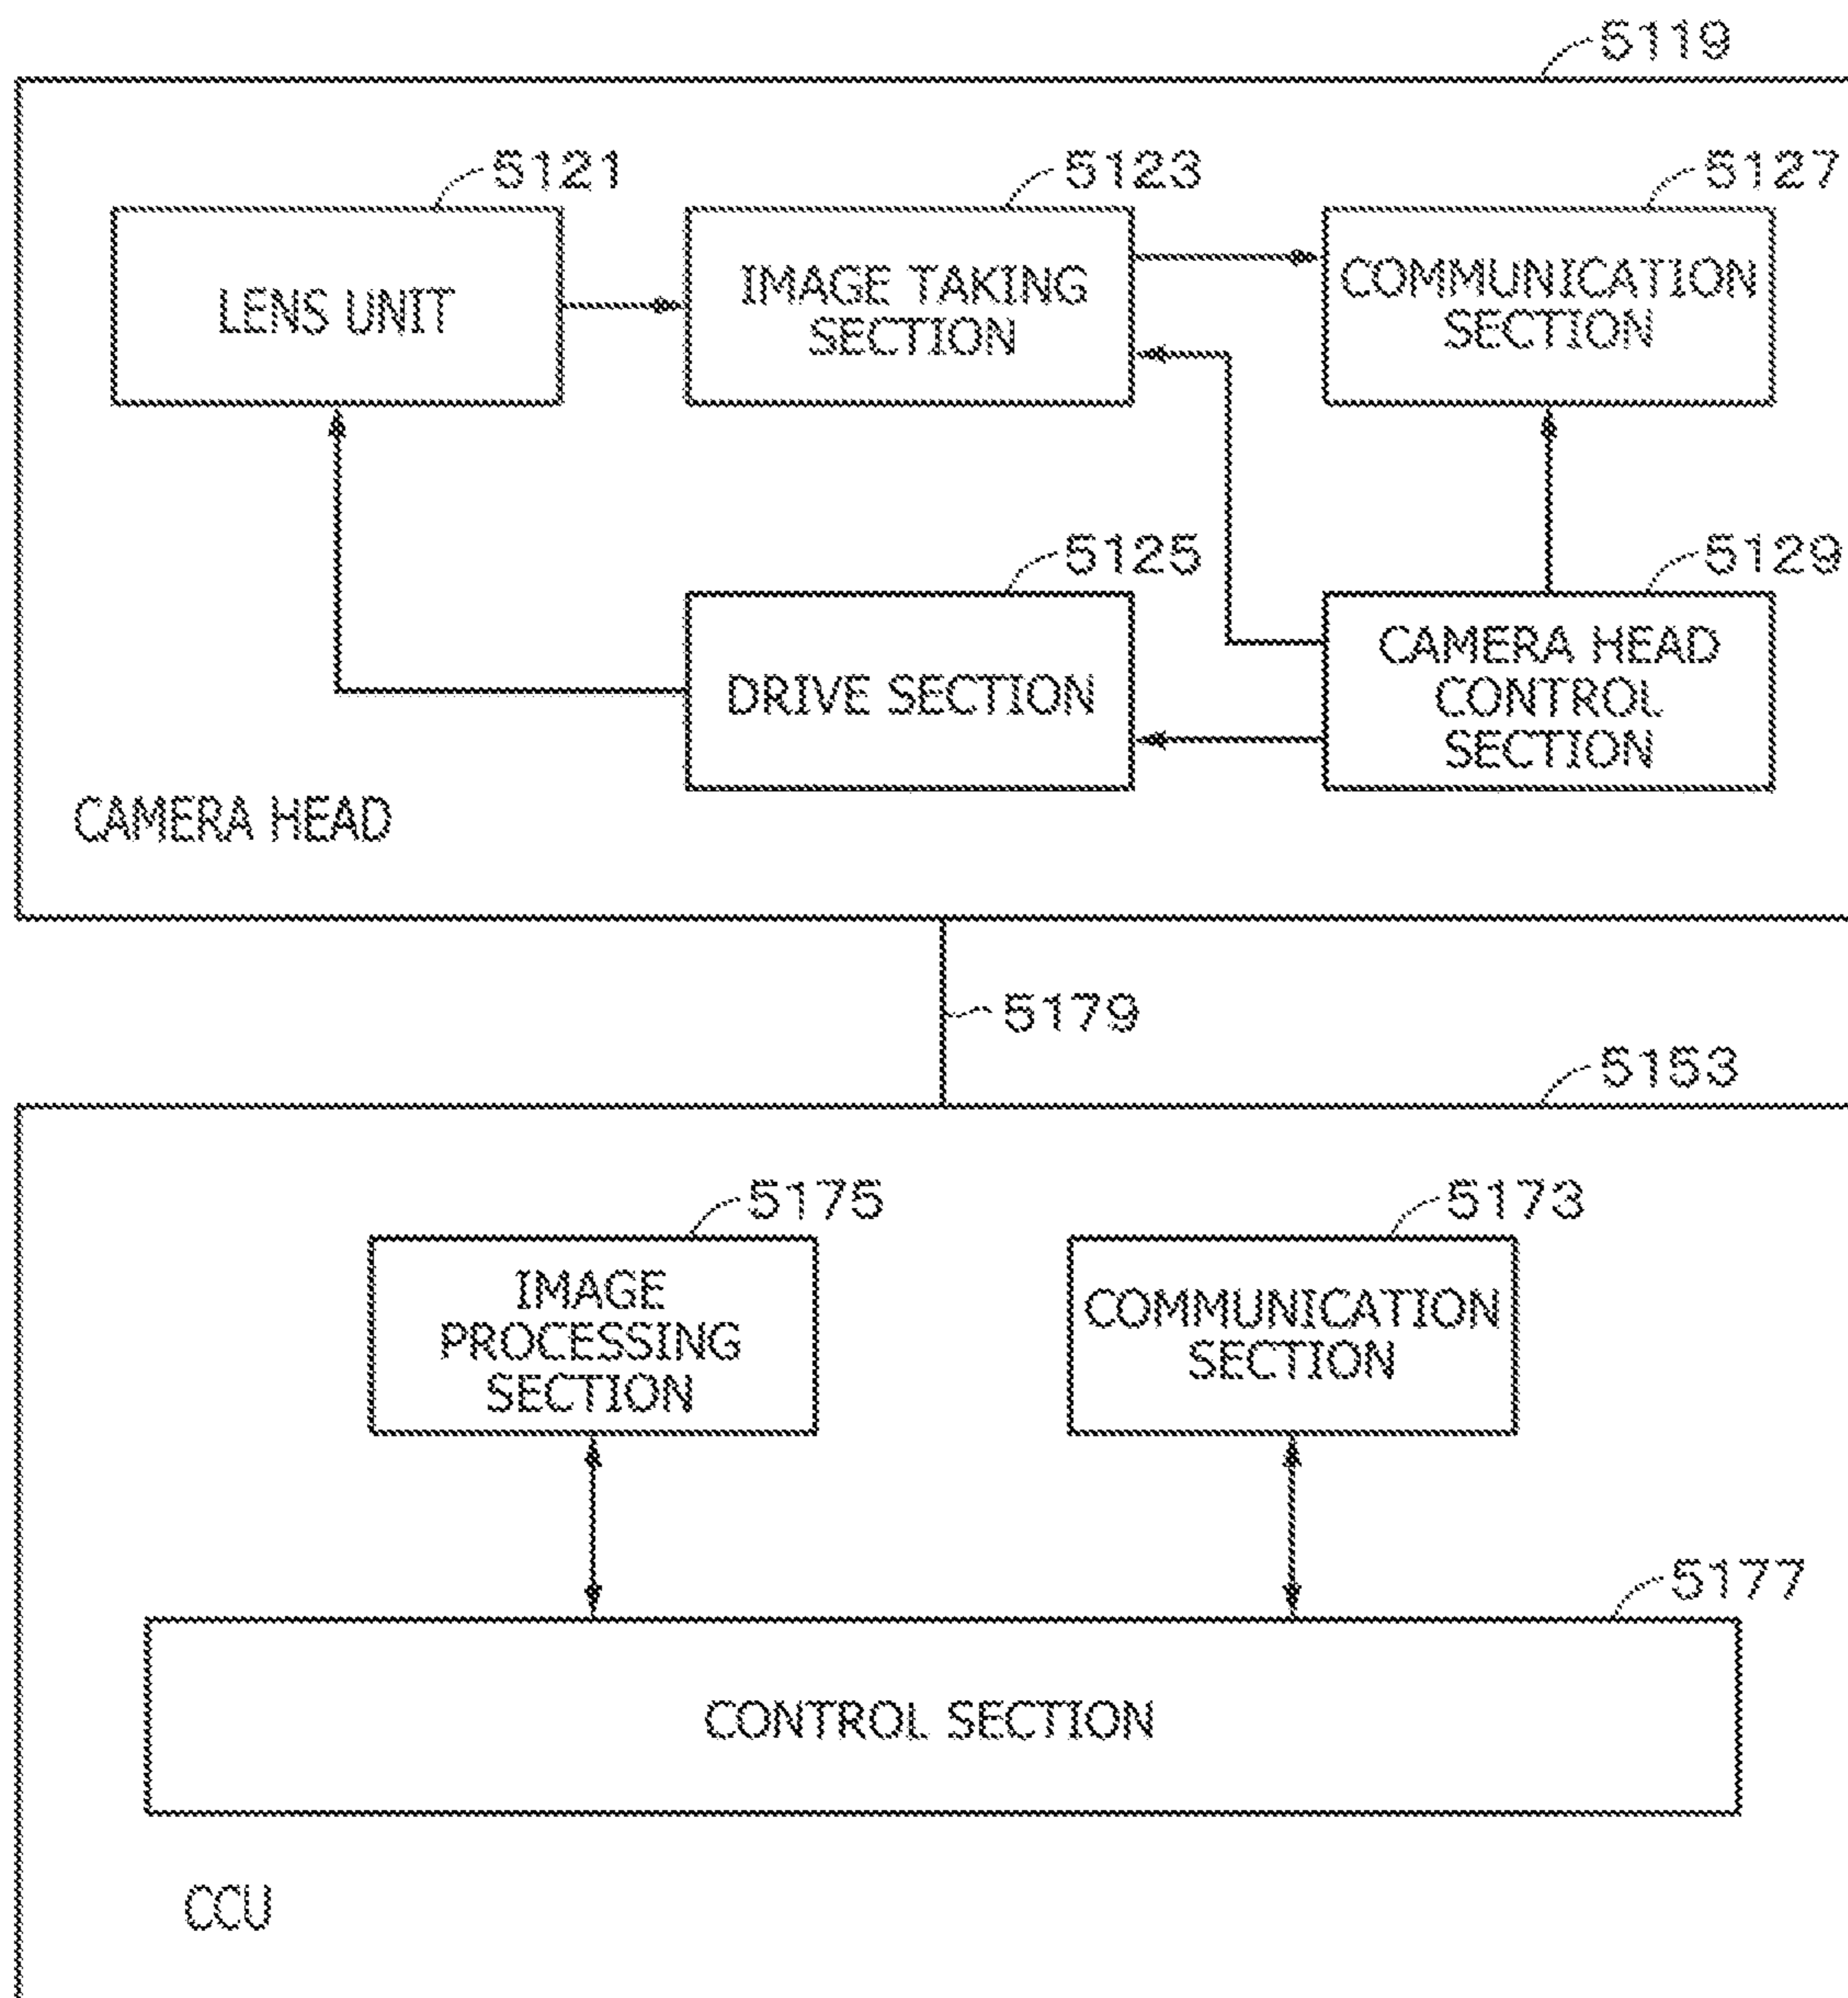 5119
5121
5123
5127
LENS UNIT
IMAGE TAKING
SECTION
COMMUNICATION
SECTION
5125
5129
DRIVE SECTION
CAMERA HEAD
CONTROL
SECTION
CAMERA HEAD
5179
5153
5175
5173
IMAGE
PROCESSING
SECTION
COMMUNICATION
SECTION
5177
CONTROL SECTION
CCU